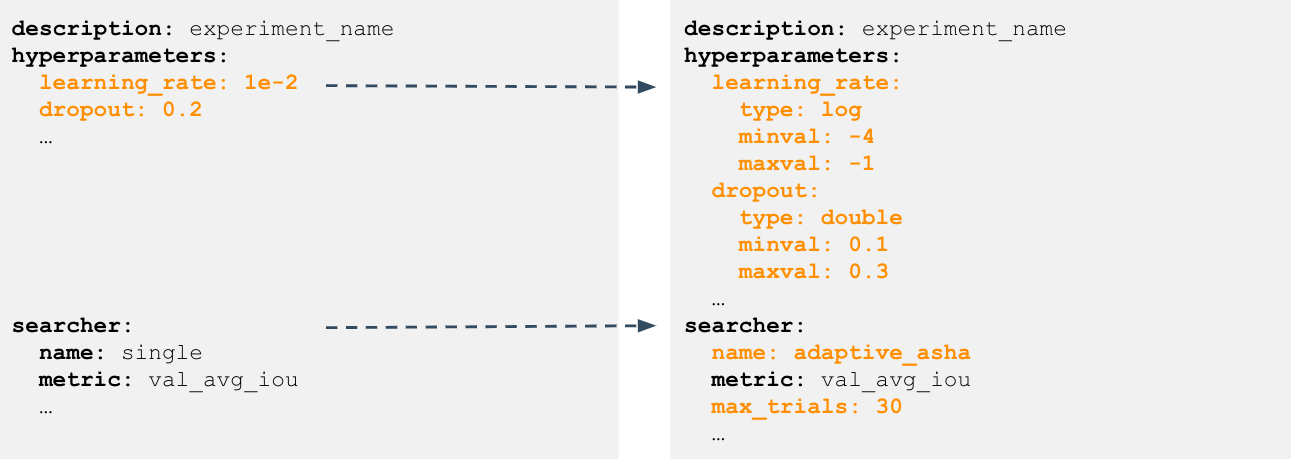 description: experiment_name
hyperparameters:
  learning_rate: 1e-2
  dropout: 0.2
  …
searcher:
  name: single
  metric: val_avg_iou
  …
description: experiment_name
hyperparameters:
  learning_rate:
    type: log
    minval: -4
    maxval: -1
  dropout:
    type: double
    minval: 0.1
    maxval: 0.3
  …
searcher:
  name: adaptive_asha
  metric: val_avg_iou
  max_trials: 30
  …